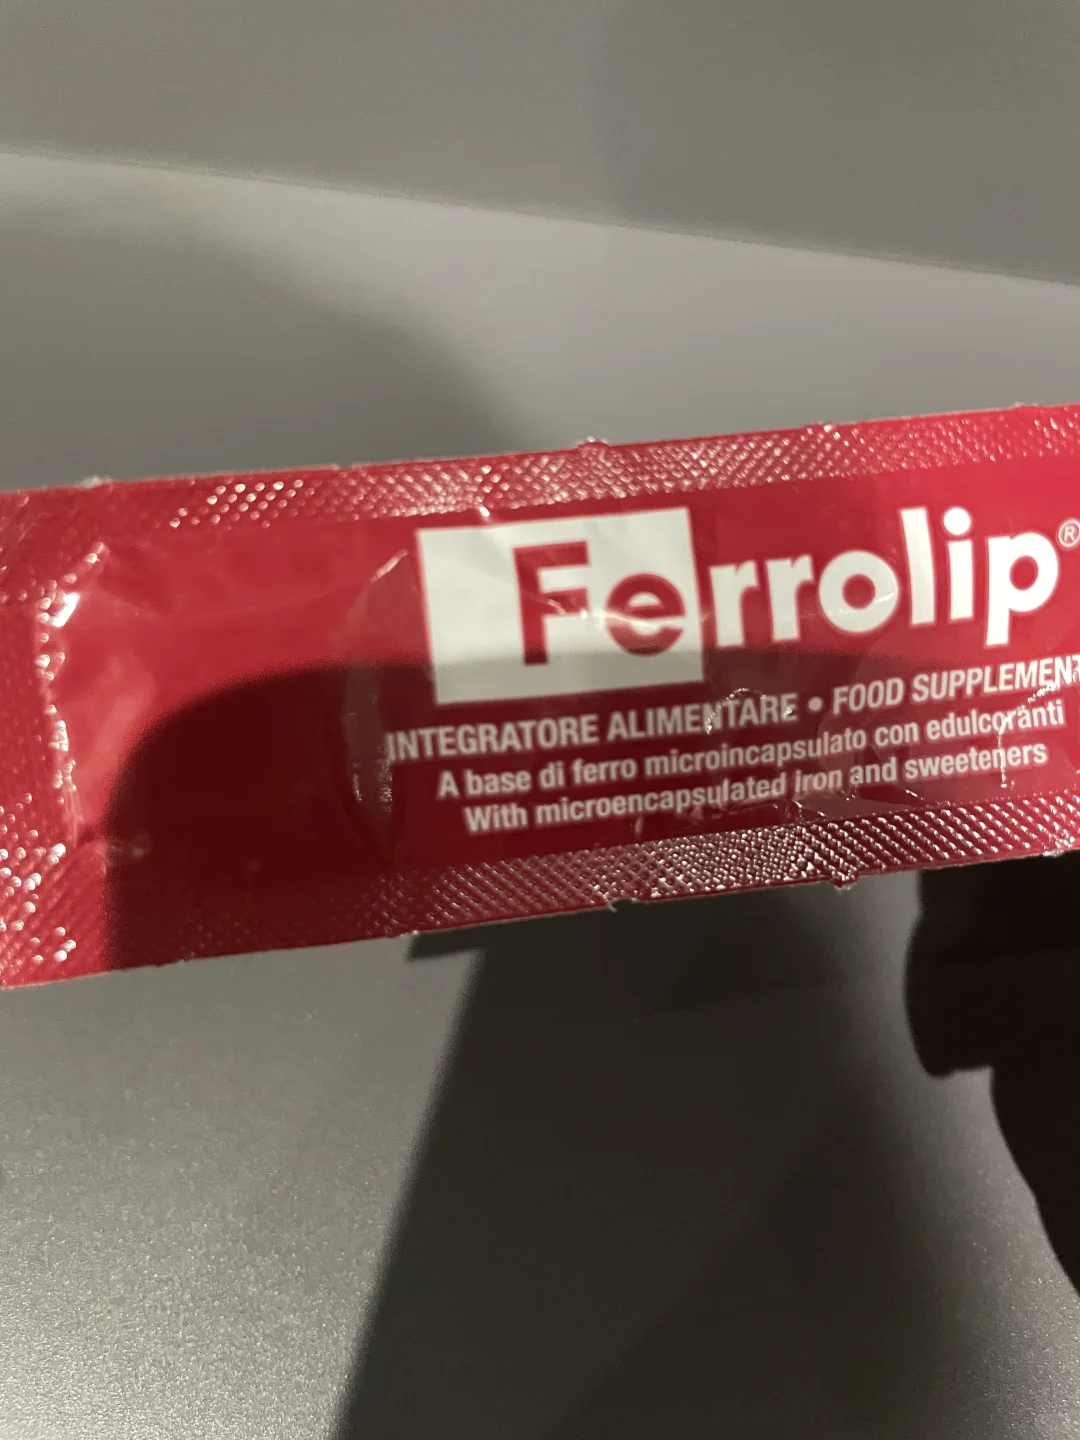 Ferrolip®
INTEGRATORE ALIMENTARE • FOOD SUPPLEMENT
A base di ferro microincapsulato con edulcoranti
With microencapsulated iron and sweeteners